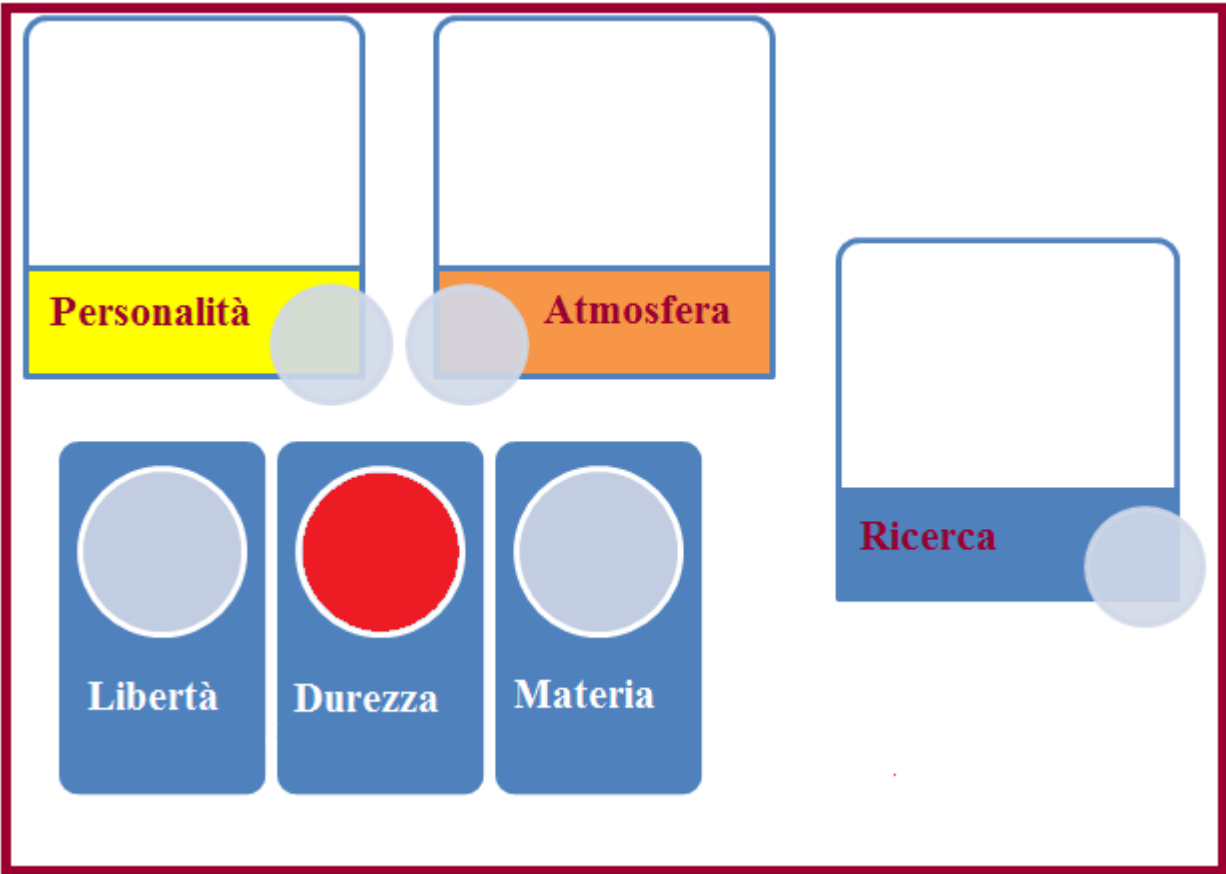 Personalità
Atmosfera
Ricerca
Libertà
Durezza
Materia